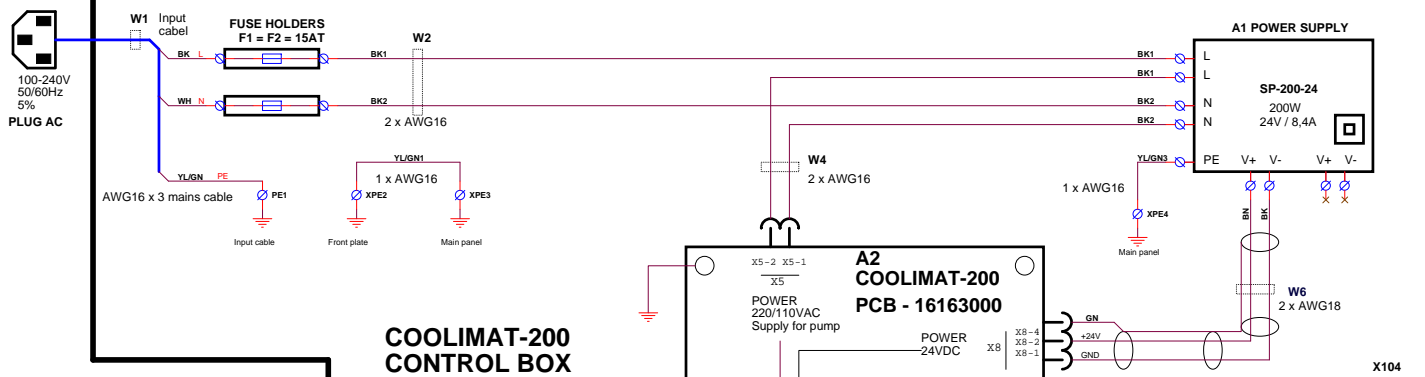 W1
Input
cabel
FUSE HOLDERS
F1 = F2 = 15AT
W2
A1 POWER SUPPLY
BK L
BK1
BK1
L
BK1
L
100-240V
50/60Hz
5%
PLUG AC
SP-200-24
200W
24V / 8,4A
WH N
BK2
BK2
N
2 x AWG16
BK2
N
YL/GN1
W4
2 x AWG16
YL/GN3
PE
V+ V-
V+ V-
YL/GN PE
1 x AWG16
1 x AWG16
AWG16 x 3 mains cable
PE1
XPE2
XPE3
XPE4
BN
BK
Input cable
Front plate
Main panel
Main panel
X5-2 X5-1
X5
A2
COOLIMAT-200
PCB - 16163000
W6
2 x AWG18
POWER
220/110VAC
Supply for pump
GN
COOLIMAT-200
CONTROL BOX
POWER
24VDC
X8
X8-4
X8-2
X8-1
+24V
GND
X104